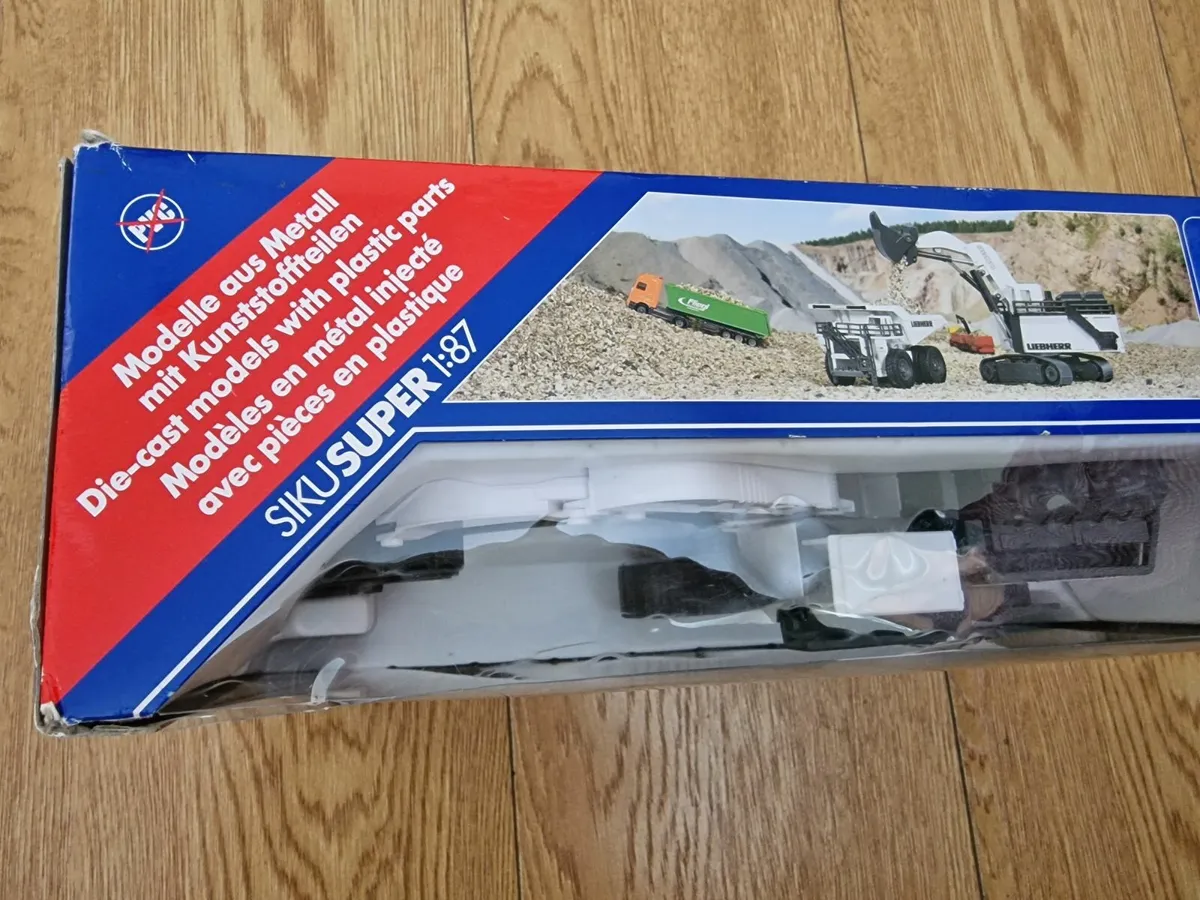 PVC
Modelle aus Metall
mit Kunststoffteilen
Die-cast models with plastic parts
Modèles en métal injecté
avec pièces en plastique
SIKUSUPER 1:87
LIEBHERR
LIEBHERR